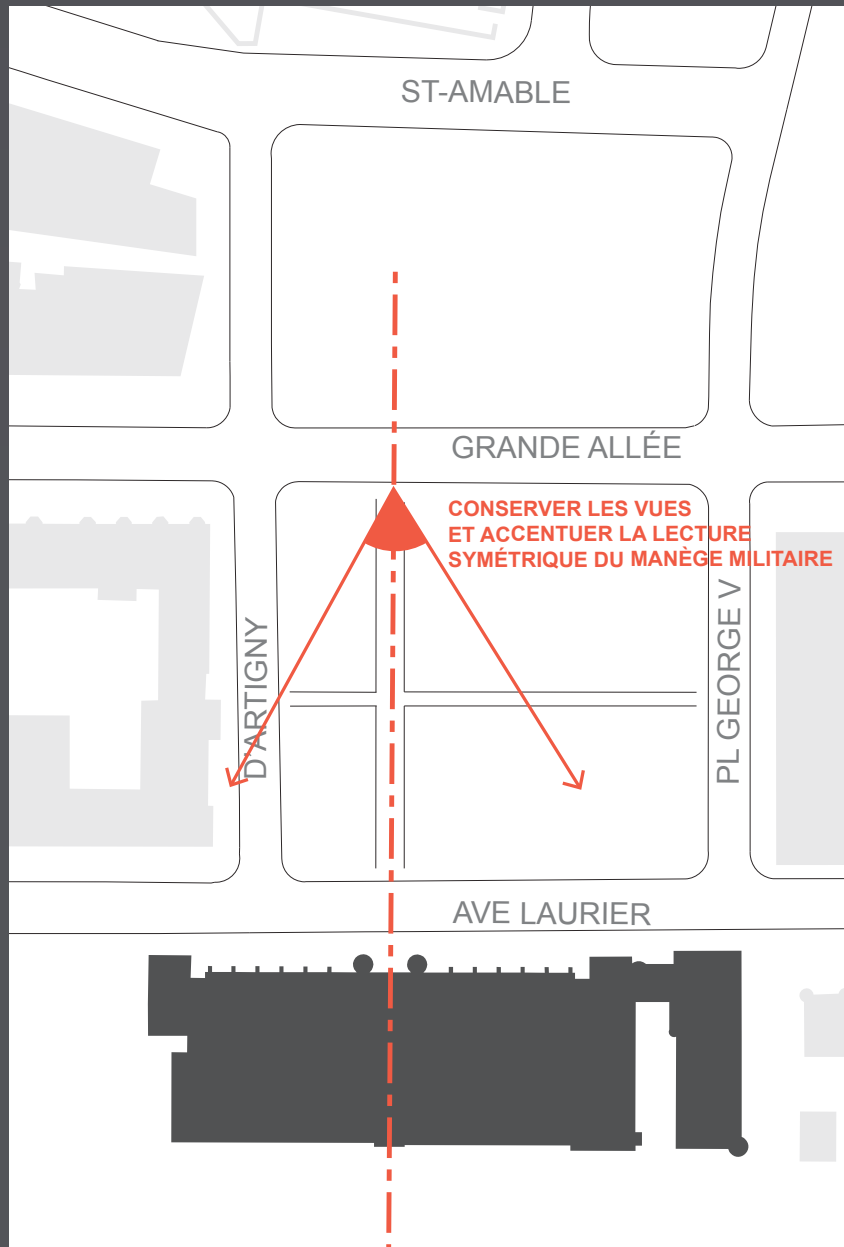 ST-AMABLE
GRANDE ALLÉE
CONSERVER LES VUES
ET ACCENTUER LA LECTURE
SYMÉTRIQUE DU MANÈGE MILITAIRE
D'ARTIGNY
PL GEORGE V
AVE LAURIER